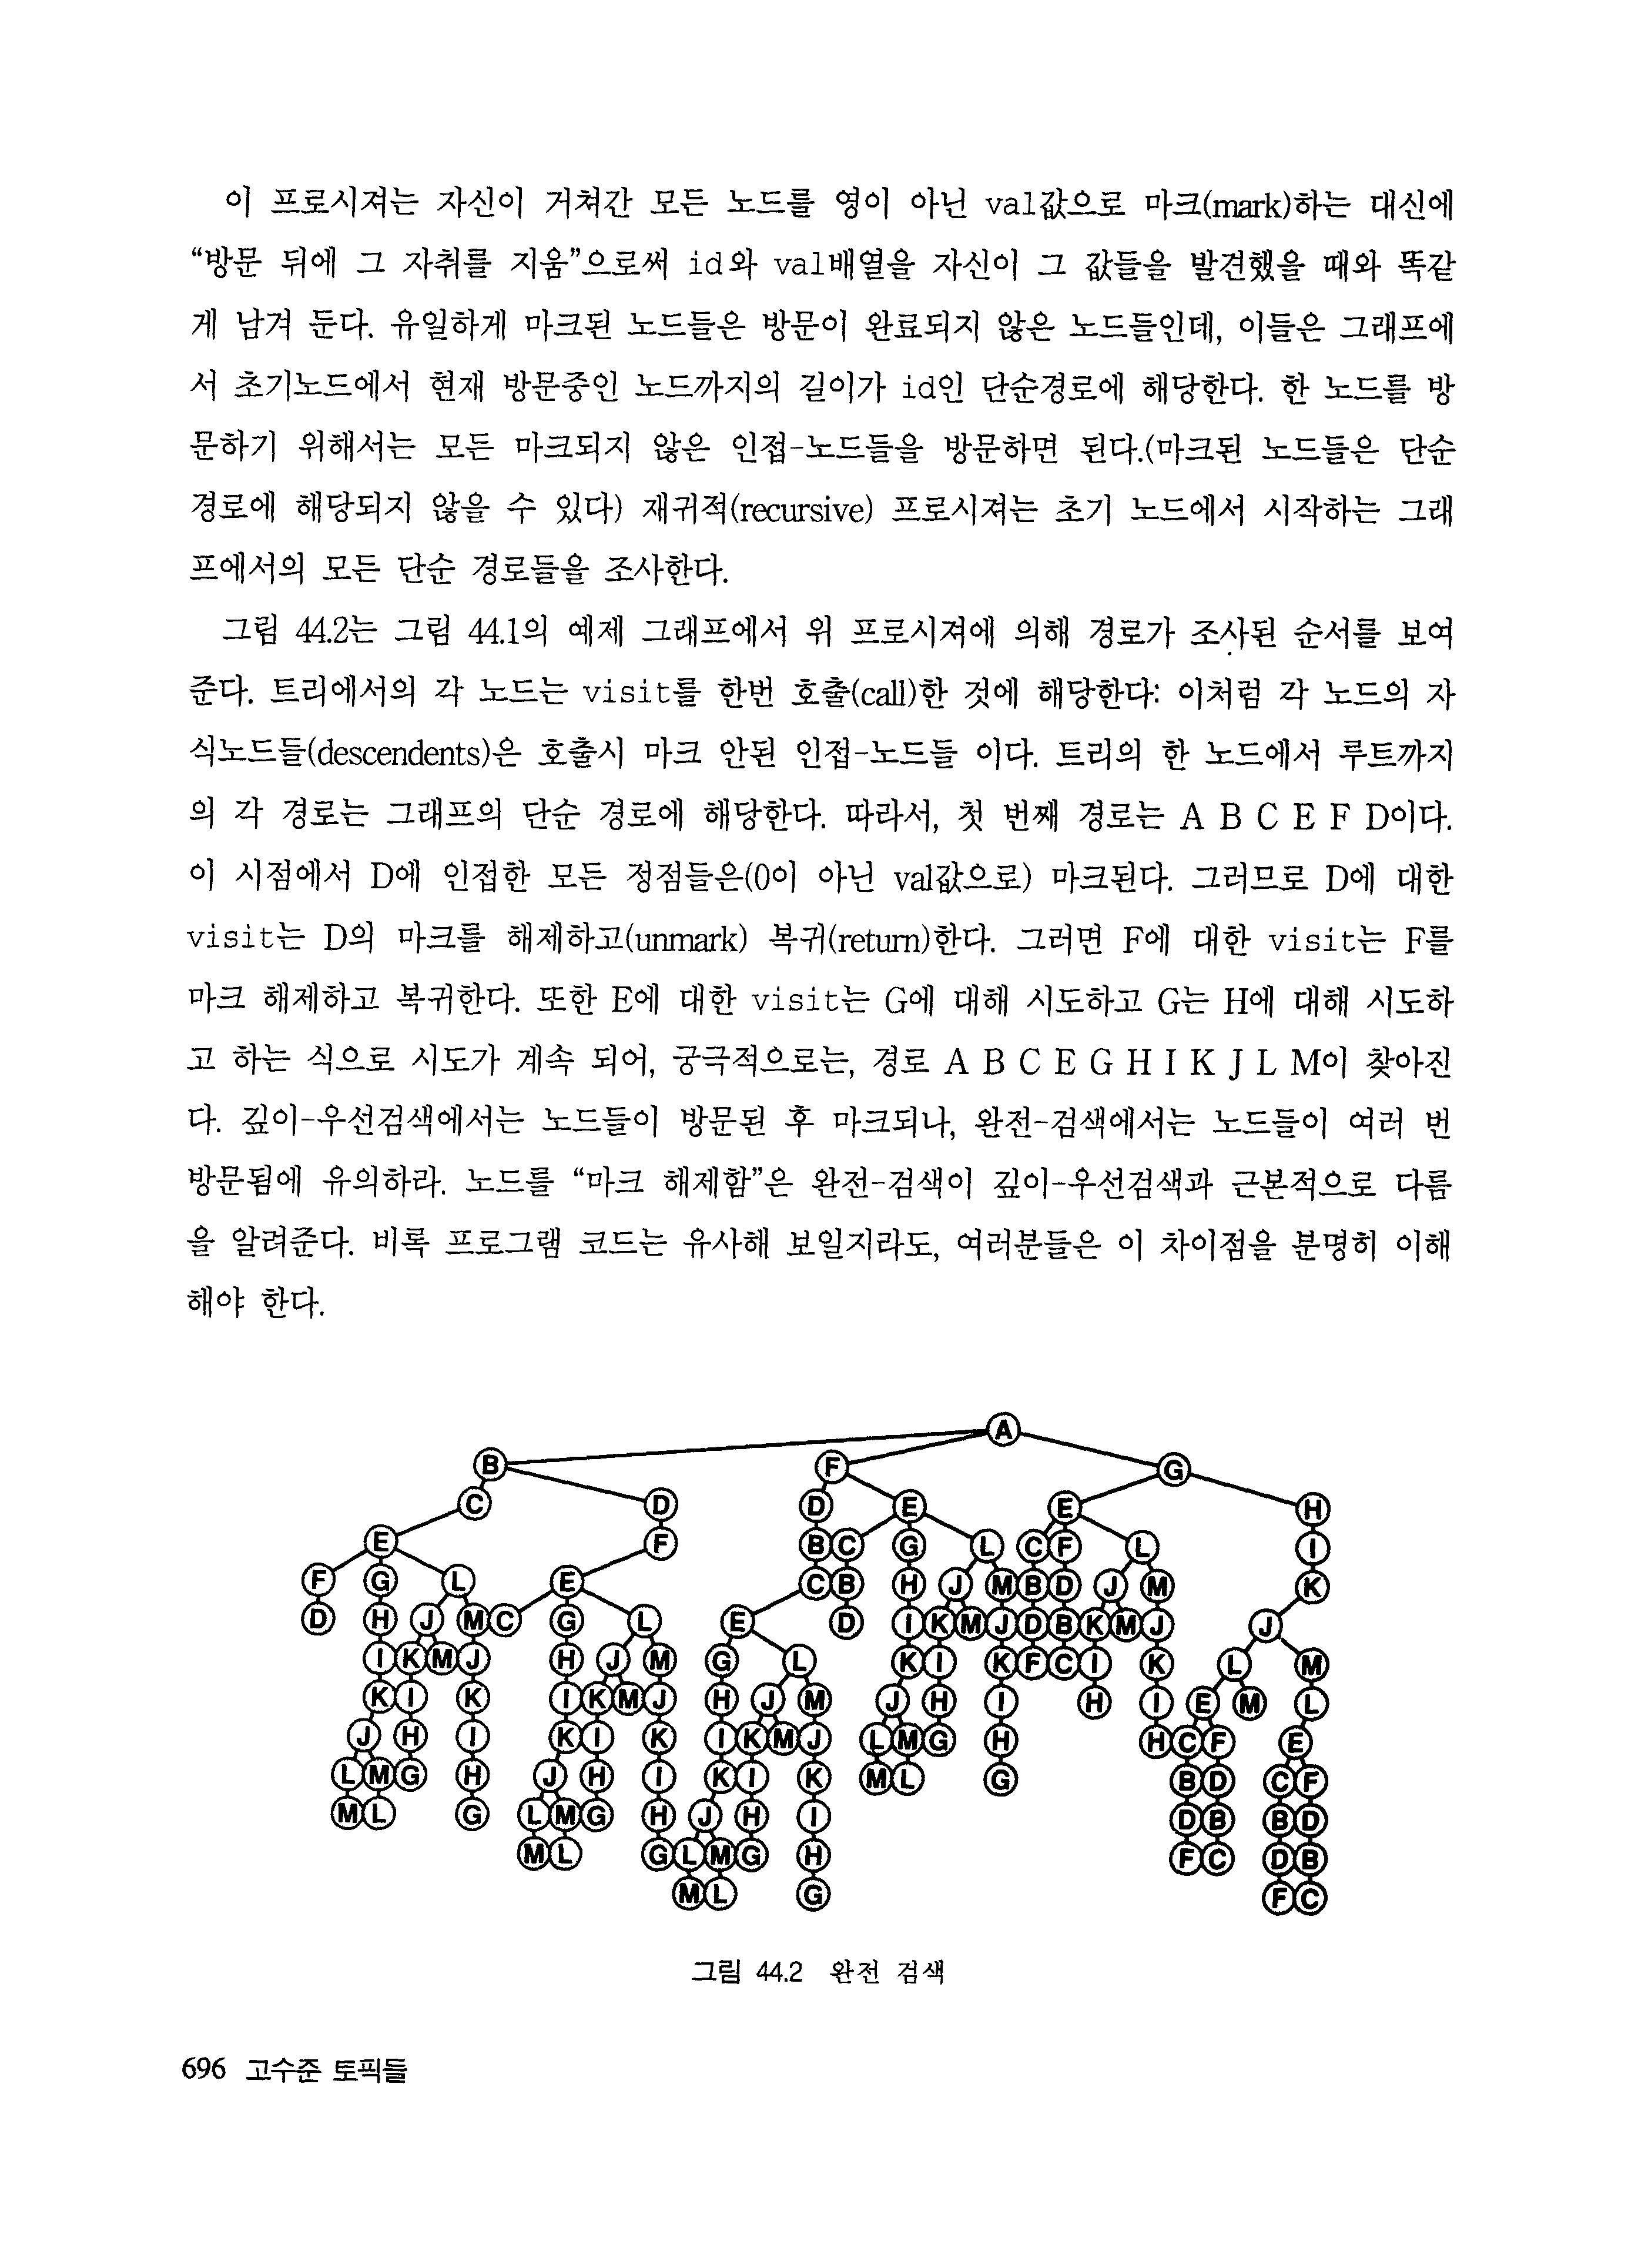 이 프로시져는 자신이 거쳐간 모든 노드를 영이 아닌 val값으로 마크(mark)하는 대신에
“방문 뒤에 그 자취를 지움”으로써 id와 val배열을 자신이 그 값들을 발견했을 때와 똑같
게 남겨 둔다. 유일하게 마크된 노드들은 방문이 완료되지 않은 노드들인데, 이들은 그래프에
서 초기노드에서 현재 방문중인 노드까지의 길이가 id인 단순경로에 해당한다. 한 노드를 방
문하기 위해서는 모든 마크되지 않은 인접-노드들을 방문하면 된다.(마크된 노드들은 단순
경로에 해당되지 않을 수 있다) 재귀적(recursive) 프로시져는 초기 노드에서 시작하는 그래
프에서의 모든 단순 경로들을 조사한다.
그림 44.2는 그림 44.1의 예제 그래프에서 위 프로시져에 의해 경로가 조사된 순서를 보여
준다. 트리에서의 각 노드는 visit를 한번 호출(call)한 것에 해당한다: 이처럼 각 노드의 자
식노드들(descendents)은 호출시 마크 안된 인접-노드들 이다. 트리의 한 노드에서 루트까지
의 각 경로는 그래프의 단순 경로에 해당한다. 따라서, 첫 번째 경로는 A B C E F D이다.
이 시점에서 D에 인접한 모든 정점들은(0이 아닌 val값으로) 마크된다. 그러므로 D에 대한
visit는 D의 마크를 해제하고(unmark) 복귀(return)한다. 그러면 F에 대한 visit는 F를
마크 해제하고 복귀한다. 또한 E에 대한 visit는 G에 대해 시도하고 G는 H에 대해 시도하
고 하는 식으로 시도가 계속 되어, 궁극적으로는, 경로 A B C E G H I K J L M이 찾아진
다. 깊이-우선검색에서는 노드들이 방문된 후 마크되나, 완전-검색에서는 노드들이 여러 번
방문됨에 유의하라. 노드를 “마크 해제함”은 완전-검색이 깊이-우선검색과 근본적으로 다름
을 알려준다. 비록 프로그램 코드는 유사해 보일지라도, 여러분들은 이 차이점을 분명히 이해
해야 한다.
A
B F G
C D D E E H
E F B C G L C F L I
F G L E C B H J M B D J M K
D H J M C G L E D I K M J D B K M J J
I K M J H J M G L K I K F C I K L M
K I K I K M J H J M J H I H I E M L
J H I K I K I K M J L M G H H C F E
L M G H J H I K I K M L G B D C F
M L G L M G H J H I D B B D
M L G L M G H F C D B
M L G F C
그림 44.2 완전 검색
696 고수준 토픽들